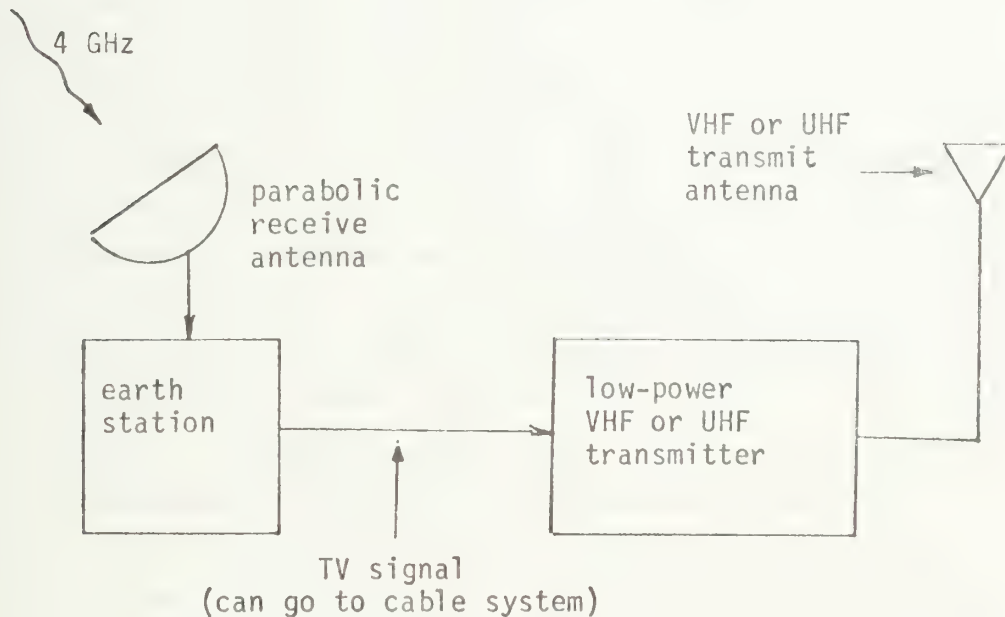 4 GHz
parabolic
receive
antenna
VHF or UHF
transmit
antenna
earth
station
low-power
VHF or UHF
transmitter
TV signal
(can go to cable system)